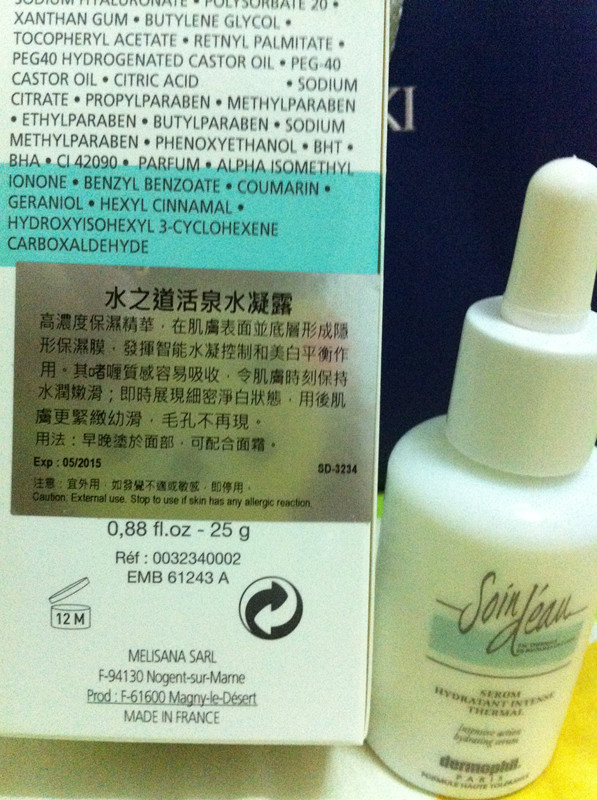 SODIUM HYALURONATE • POLYSORBATE 20 •
XANTHAN GUM • BUTYLENE GLYCOL •
TOCOPHERYL ACETATE • RETNYL PALMITATE •
PEG40 HYDROGENATED CASTOR OIL • PEG-40
CASTOR OIL • CITRIC ACID • SODIUM
CITRATE • PROPYLPARABEN • METHYLPARABEN
• ETHYLPARABEN • BUTYLPARABEN • SODIUM
METHYLPARABEN • PHENOXYETHANOL • BHT •
BHA • CI 42090 • PARFUM • ALPHA ISOMETHYL
IONONE • BENZYL BENZOATE • COUMARIN •
GERANIOL • HEXYL CINNAMAL •
HYDROXYISOHEXYL 3-CYCLOHEXENE
CARBOXALDEHYDE
水之道活泉水凝露
高濃度保濕精華，在肌膚表面並底層形成隱
形保濕膜，發揮智能水凝控制和美白平衡作
用。其啫喱質感容易吸收，令肌膚時刻保持
水潤嫩滑；即時展現細密淨白狀態，用後肌
膚更緊緻幼滑，毛孔不再現。
用法：早晚塗於面部，可配合面霜。
Exp : 05/2015 SD-3234
注意：宜外用，如發覺不適或敏感，即停用。
Caution: External use. Stop to use if skin has any allergic reaction.
0,88 fl.oz - 25 g
Réf : 0032340002
EMB 61243 A
12 M
MELISANA SARL
F-94130 Nogent-sur-Marne
Prod : F-61600 Magny-le-Désert
MADE IN FRANCE
KI
Soin d'eau
SERUM
HYDRATANT INTENSE
THERMAL
Intensive action
hydrating serum
dermophil
PARIS
FORMULE HAUTE TOLERANCE